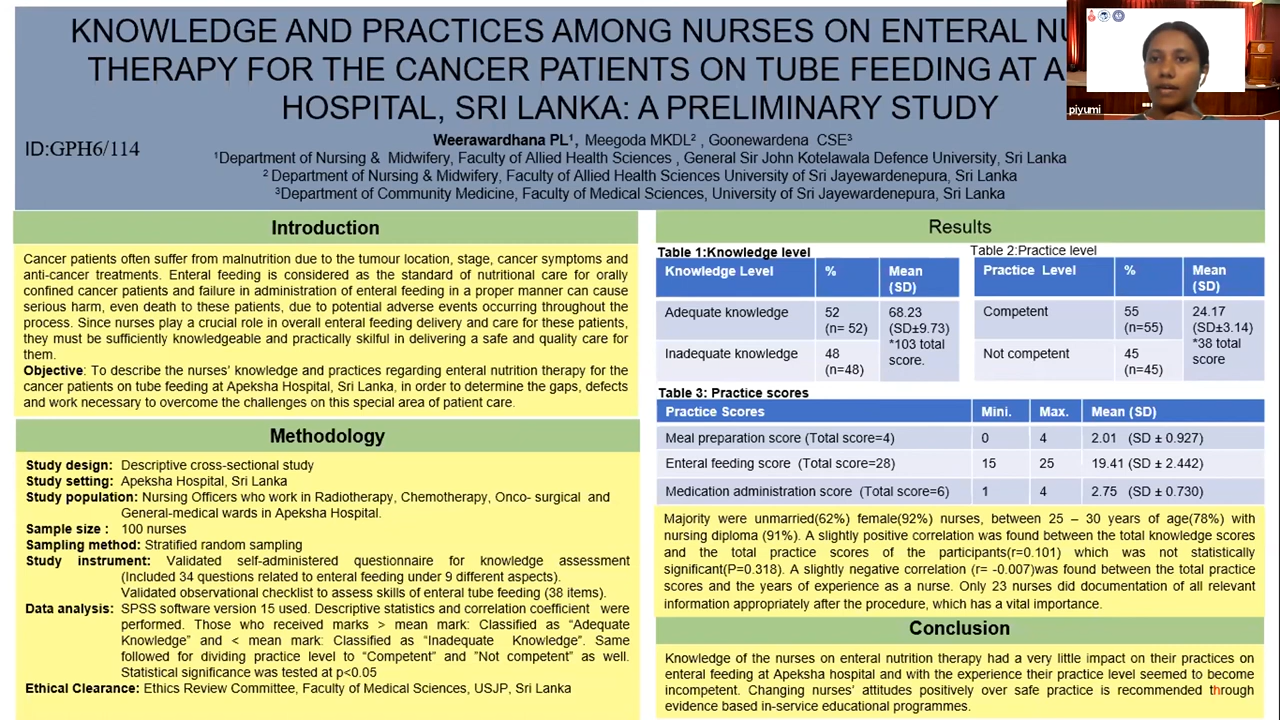 KNOWLEDGE AND PRACTICES AMONG NURSES ON ENTERAL NU
THERAPY FOR THE CANCER PATIENTS ON TUBE FEEDING AT A
HOSPITAL, SRI LANKA: A PRELIMINARY STUDY
piyumi
ID:GPH6/114
Weerawardhana PL¹, Meegoda MKDL² , Goonewardena CSE³
¹Department of Nursing & Midwifery, Faculty of Allied Health Sciences , General Sir John Kotelawala Defence University, Sri Lanka
² Department of Nursing & Midwifery, Faculty of Allied Health Sciences University of Sri Jayewardenepura, Sri Lanka
³Department of Community Medicine, Faculty of Medical Sciences, University of Sri Jayewardenepura, Sri Lanka
Introduction
Cancer patients often suffer from malnutrition due to the tumour location, stage, cancer symptoms and
anti-cancer treatments. Enteral feeding is considered as the standard of nutritional care for orally
confined cancer patients and failure in administration of enteral feeding in a proper manner can cause
serious harm, even death to these patients, due to potential adverse events occurring throughout the
process. Since nurses play a crucial role in overall enteral feeding delivery and care for these patients,
they must be sufficiently knowledgeable and practically skilful in delivering a safe and quality care for
them.
Objective: To describe the nurses' knowledge and practices regarding enteral nutrition therapy for the
cancer patients on tube feeding at Apeksha Hospital, Sri Lanka, in order to determine the gaps, defects
and work necessary to overcome the challenges on this special area of patient care.
Methodology
Study design: Descriptive cross-sectional study
Study setting: Apeksha Hospital, Sri Lanka
Study population: Nursing Officers who work in Radiotherapy, Chemotherapy, Onco- surgical and
General-medical wards in Apeksha Hospital.
Sample size : 100 nurses
Sampling method: Stratified random sampling
Study instrument: Validated self-administered questionnaire for knowledge assessment
(Included 34 questions related to enteral feeding under 9 different aspects).
Validated observational checklist to assess skills of enteral tube feeding (38 items).
Data analysis: SPSS software version 15 used. Descriptive statistics and correlation coefficient were
performed. Those who received marks > mean mark: Classified as "Adequate
Knowledge" and < mean mark: Classified as "Inadequate Knowledge". Same
followed for dividing practice level to "Competent" and "Not competent" as well.
Statistical significance was tested at p<0.05
Ethical Clearance: Ethics Review Committee, Faculty of Medical Sciences, USJP, Sri Lanka
Results
Table 1:Knowledge level
Knowledge Level % Mean
(SD)
Adequate knowledge 52 68.23
(n= 52) (SD±9.73)
*103 total
Inadequate knowledge 48 score.
(n=48)
Table 2:Practice level
Practice Level % Mean
(SD)
Competent 55 24.17
(n=55) (SD±3.14)
*38 total
Not competent 45 score
(n=45)
Table 3: Practice scores
Practice Scores Mini. Max. Mean (SD)
Meal preparation score (Total score=4) 0 4 2.01 (SD ± 0.927)
Enteral feeding score (Total score=28) 15 25 19.41 (SD ± 2.442)
Medication administration score (Total score=6) 1 4 2.75 (SD ± 0.730)
Majority were unmarried(62%) female(92%) nurses, between 25 – 30 years of age(78%) with
nursing diploma (91%). A slightly positive correlation was found between the total knowledge scores
and the total practice scores of the participants(r=0.101) which was not statistically
significant(P=0.318). A slightly negative correlation (r= -0.007)was found between the total practice
scores and the years of experience as a nurse. Only 23 nurses did documentation of all relevant
information appropriately after the procedure, which has a vital importance.
Conclusion
Knowledge of the nurses on enteral nutrition therapy had a very little impact on their practices on
enteral feeding at Apeksha hospital and with the experience their practice level seemed to become
incompetent. Changing nurses' attitudes positively over safe practice is recommended through
evidence based in-service educational programmes.